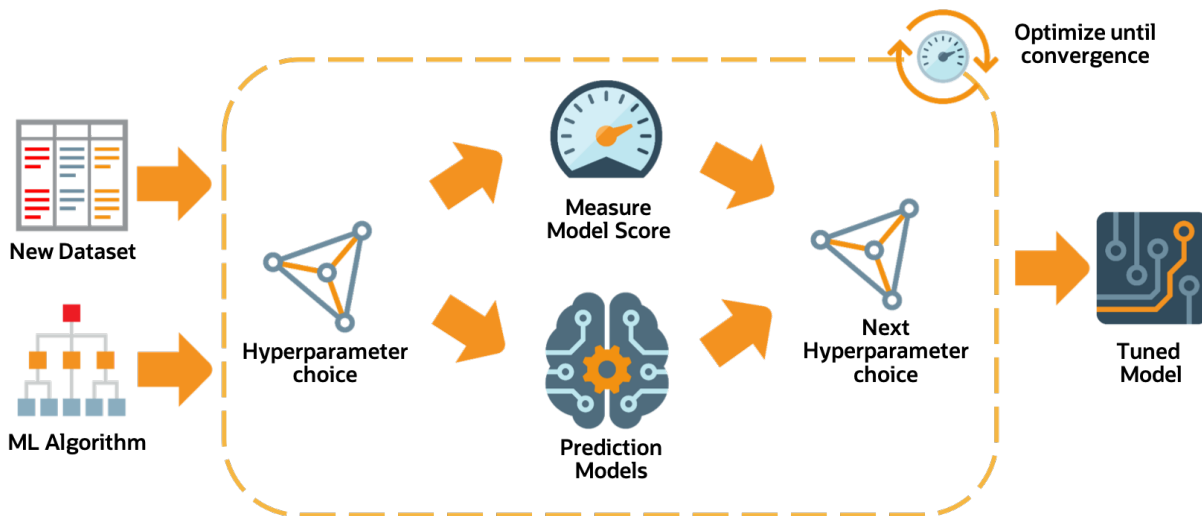 Optimize until
convergence
New Dataset
ML Algorithm
Hyperparameter
choice
Measure
Model Score
Prediction
Models
Next
Hyperparameter
choice
Tuned
Model